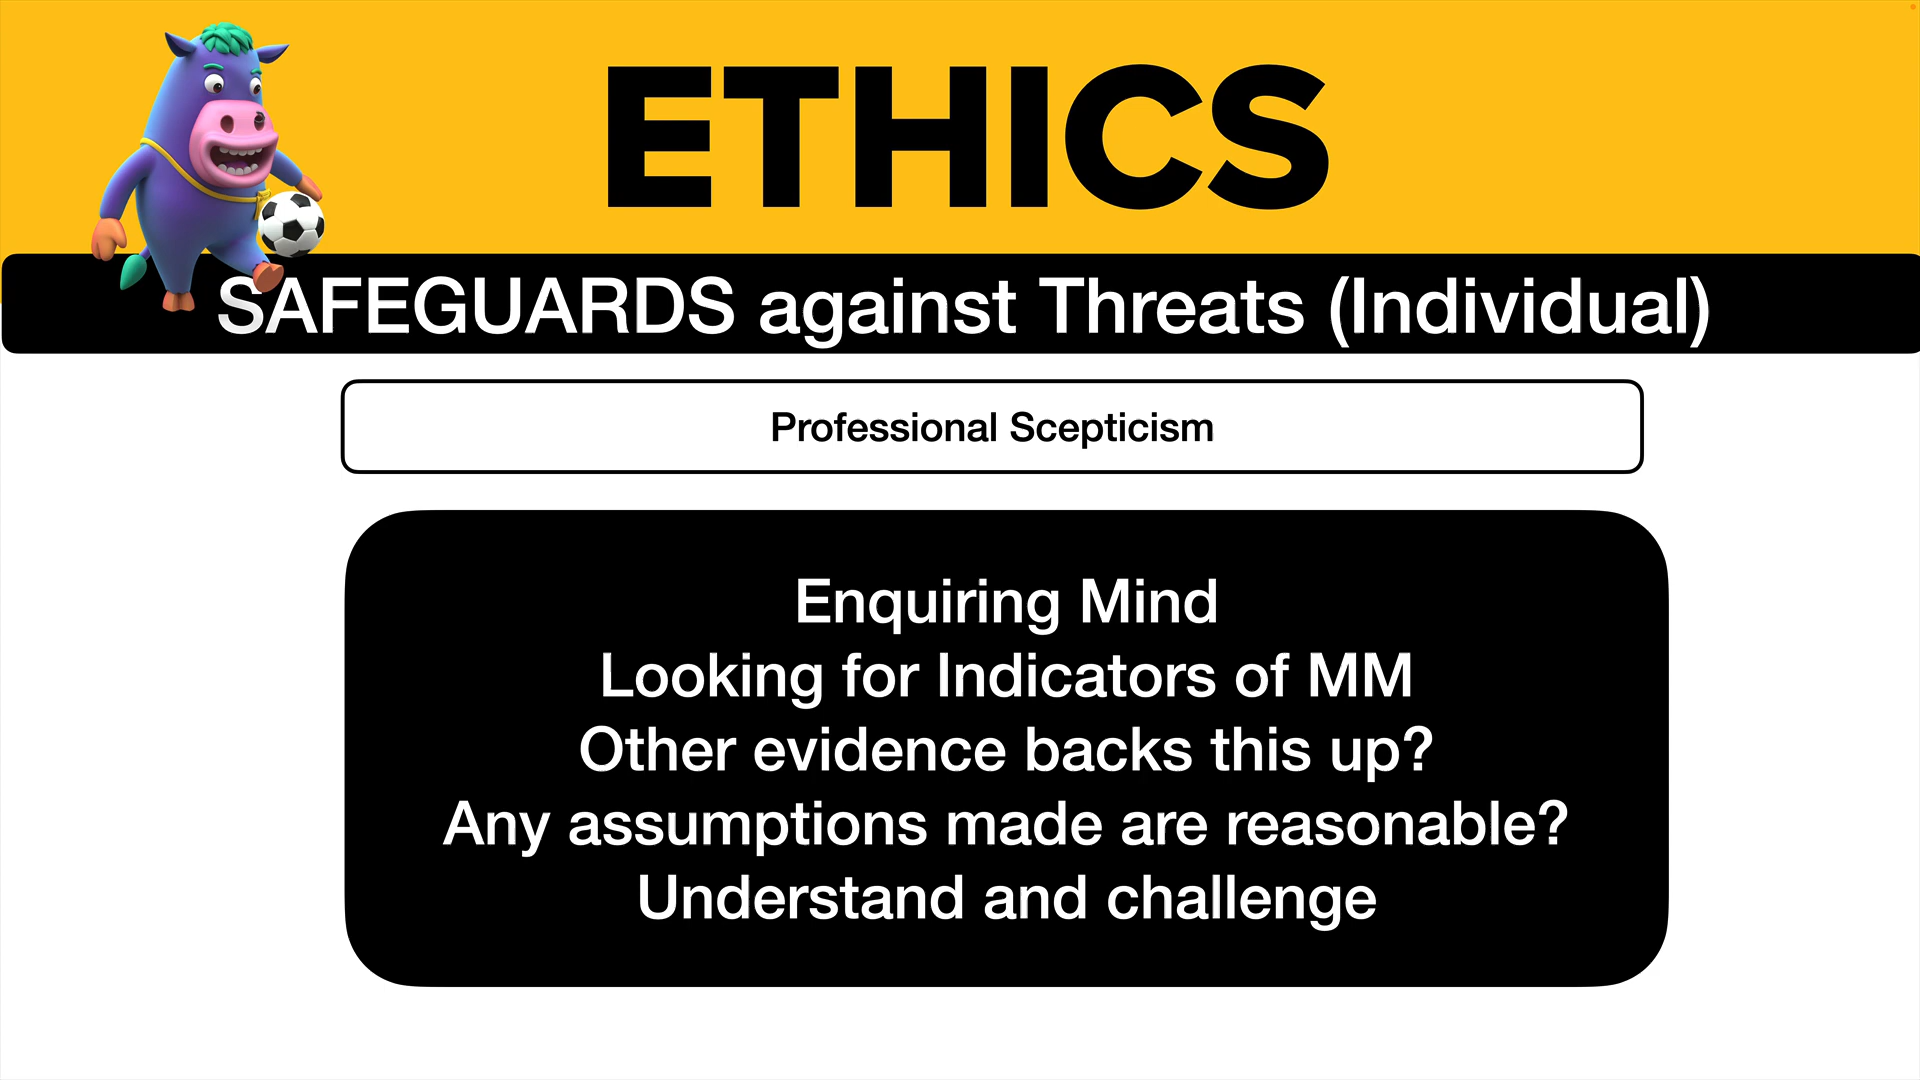 ETHICS
SAFEGUARDS against Threats (Individual)
Professional Scepticism
Enquiring Mind
Looking for Indicators of MM
Other evidence backs this up?
Any assumptions made are reasonable?
Understand and challenge